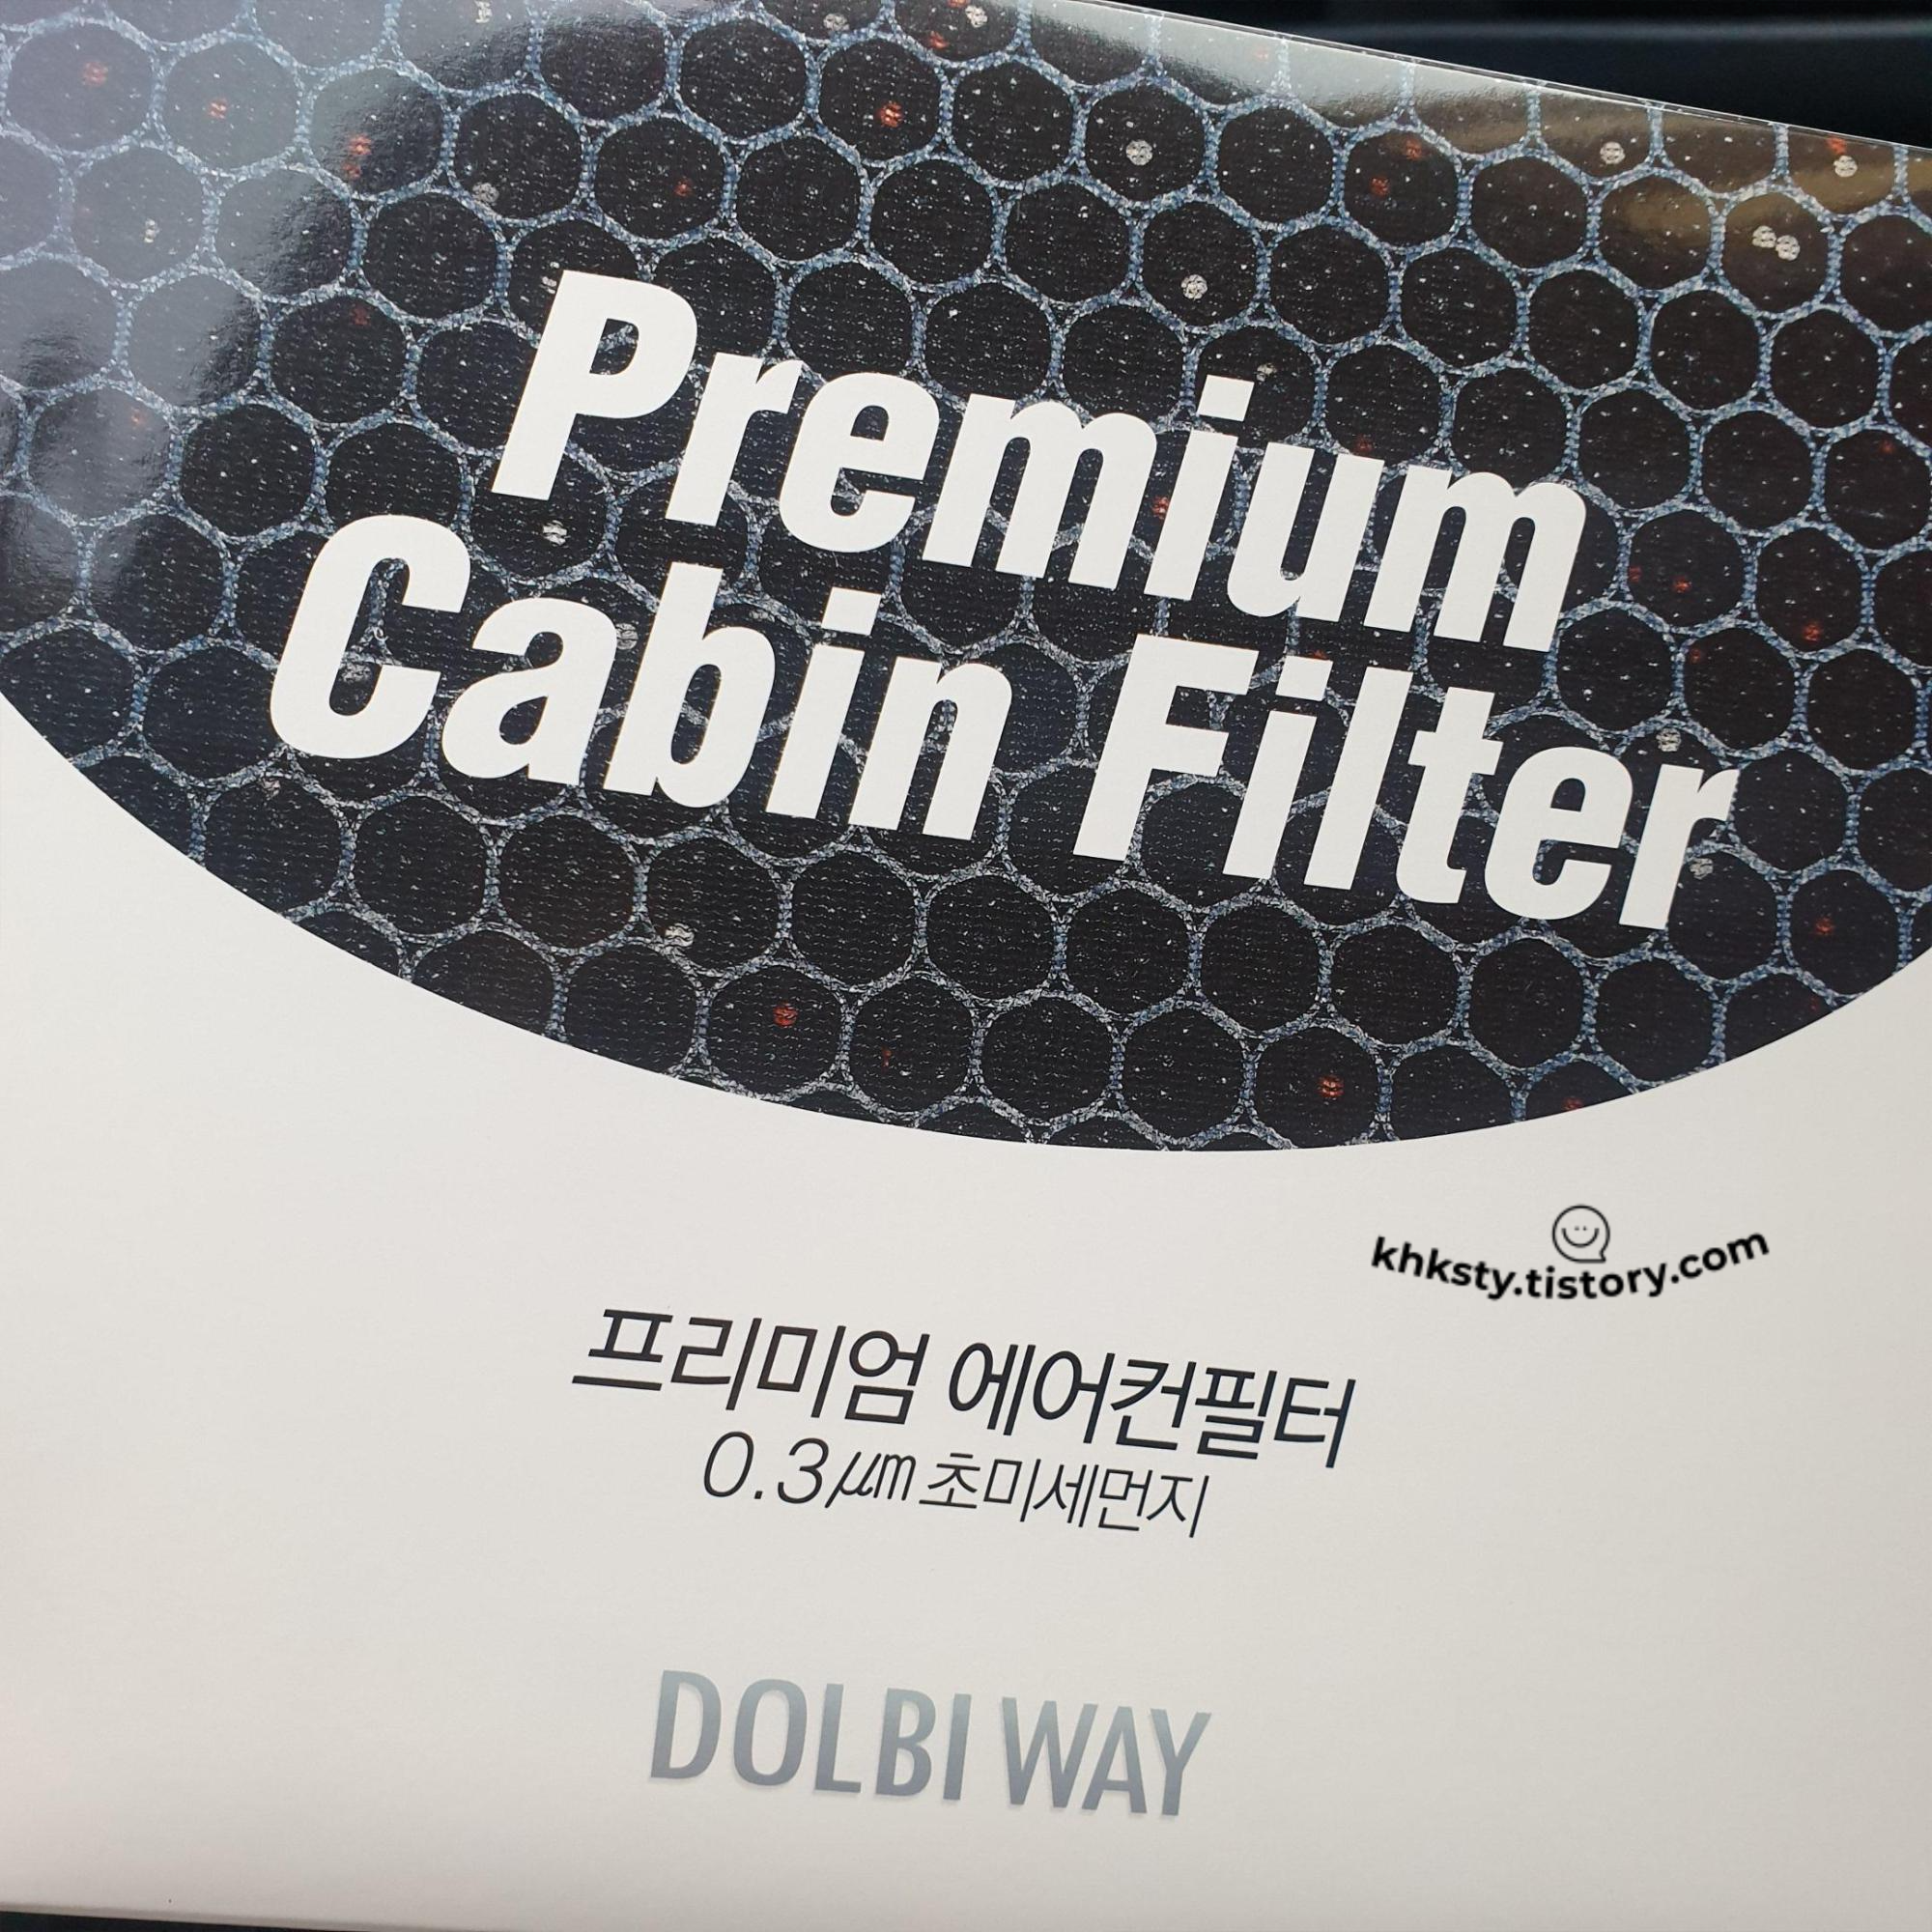 Premium
Cabin Filter
khksty.tistory.com
프리미엄 에어컨필터
0.3㎛ 초미세먼지
DOLBI WAY